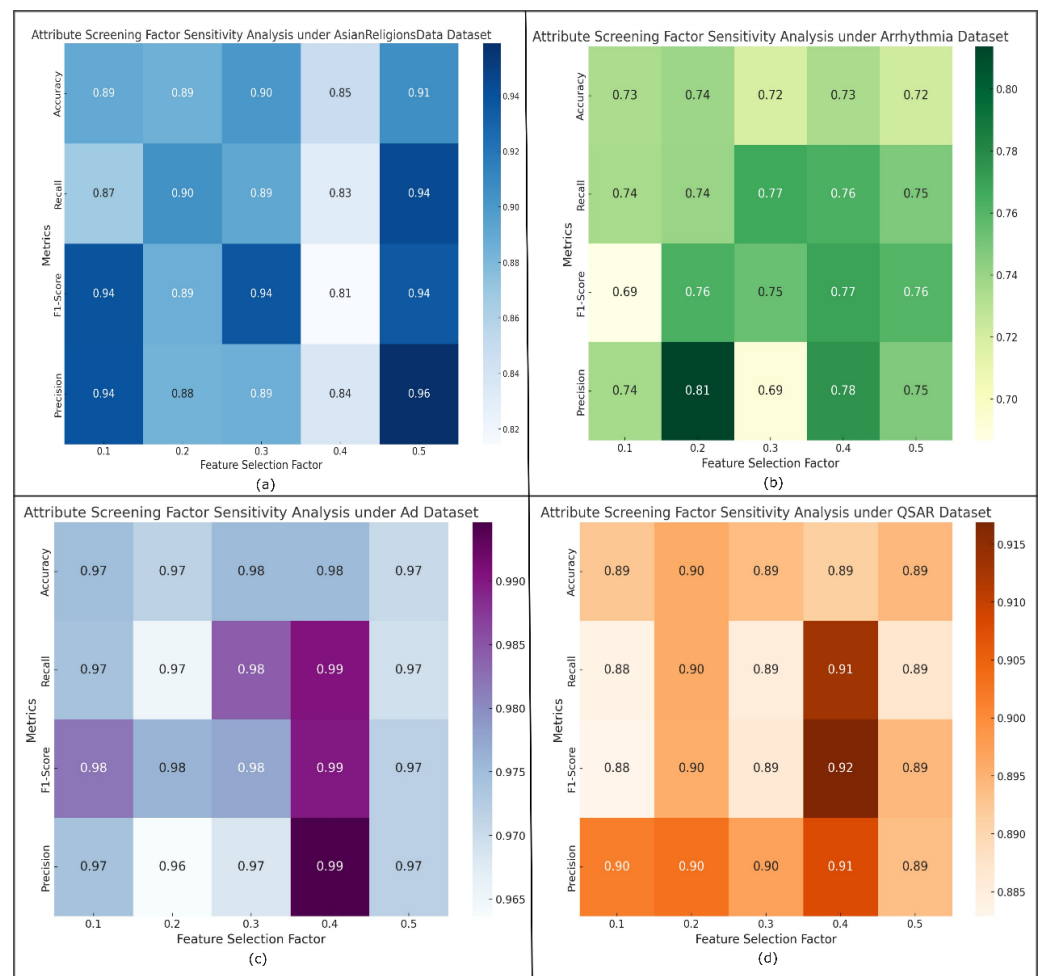 Attribute Screening Factor Sensitivity Analysis under AsianReligionsData Dataset
Metrics
Accuracy 0.89 0.89 0.90 0.85 0.91
Recall 0.87 0.90 0.89 0.83 0.94
F1-Score 0.94 0.89 0.94 0.81 0.94
Precision 0.94 0.88 0.89 0.84 0.96
0.1 0.2 0.3 0.4 0.5
Feature Selection Factor
0.94
0.92
0.90
0.88
0.86
0.84
0.82
(a)
Attribute Screening Factor Sensitivity Analysis under Arrhythmia Dataset
Metrics
Accuracy 0.73 0.74 0.72 0.73 0.72
Recall 0.74 0.74 0.77 0.76 0.75
F1-Score 0.69 0.76 0.75 0.77 0.76
Precision 0.74 0.81 0.69 0.78 0.75
0.1 0.2 0.3 0.4 0.5
Feature Selection Factor
0.80
0.78
0.76
0.74
0.72
0.70
(b)
Attribute Screening Factor Sensitivity Analysis under Ad Dataset
Metrics
Accuracy 0.97 0.97 0.98 0.98 0.97
Recall 0.97 0.97 0.98 0.99 0.97
F1-Score 0.98 0.98 0.98 0.99 0.97
Precision 0.97 0.96 0.97 0.99 0.97
0.1 0.2 0.3 0.4 0.5
Feature Selection Factor
0.990
0.985
0.980
0.975
0.970
0.965
(c)
Attribute Screening Factor Sensitivity Analysis under QSAR Dataset
Metrics
Accuracy 0.89 0.90 0.89 0.89 0.89
Recall 0.88 0.90 0.89 0.91 0.89
F1-Score 0.88 0.90 0.89 0.92 0.89
Precision 0.90 0.90 0.90 0.91 0.89
0.1 0.2 0.3 0.4 0.5
Feature Selection Factor
0.915
0.910
0.905
0.900
0.895
0.890
0.885
(d)